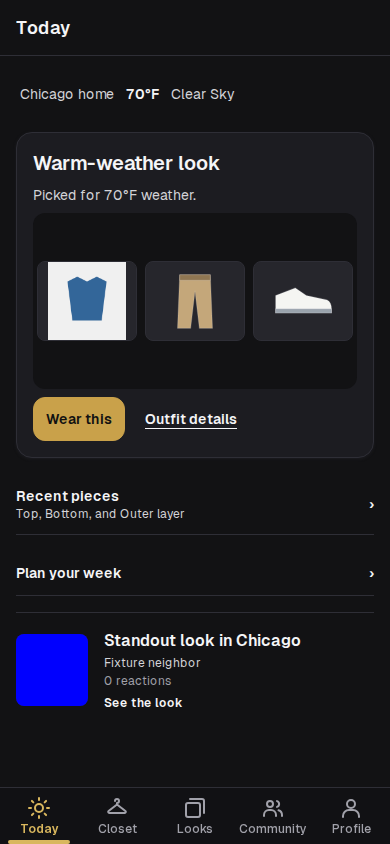 Today
Chicago home 70°F Clear Sky
Warm-weather look
Picked for 70°F weather.
Wear this
Outfit details
Recent pieces
Top, Bottom, and Outer layer
Plan your week
Standout look in Chicago
Fixture neighbor
0 reactions
See the look
Today
Closet
Looks
Community
Profile